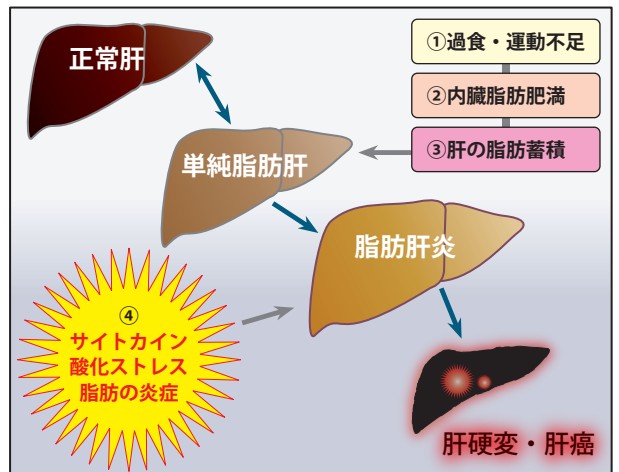 正常肝
①過食・運動不足
②内臓脂肪肥満
③肝の脂肪蓄積
単純脂肪肝
脂肪肝炎
④
サイトカイン
酸化ストレス
脂肪の炎症
肝硬変・肝癌